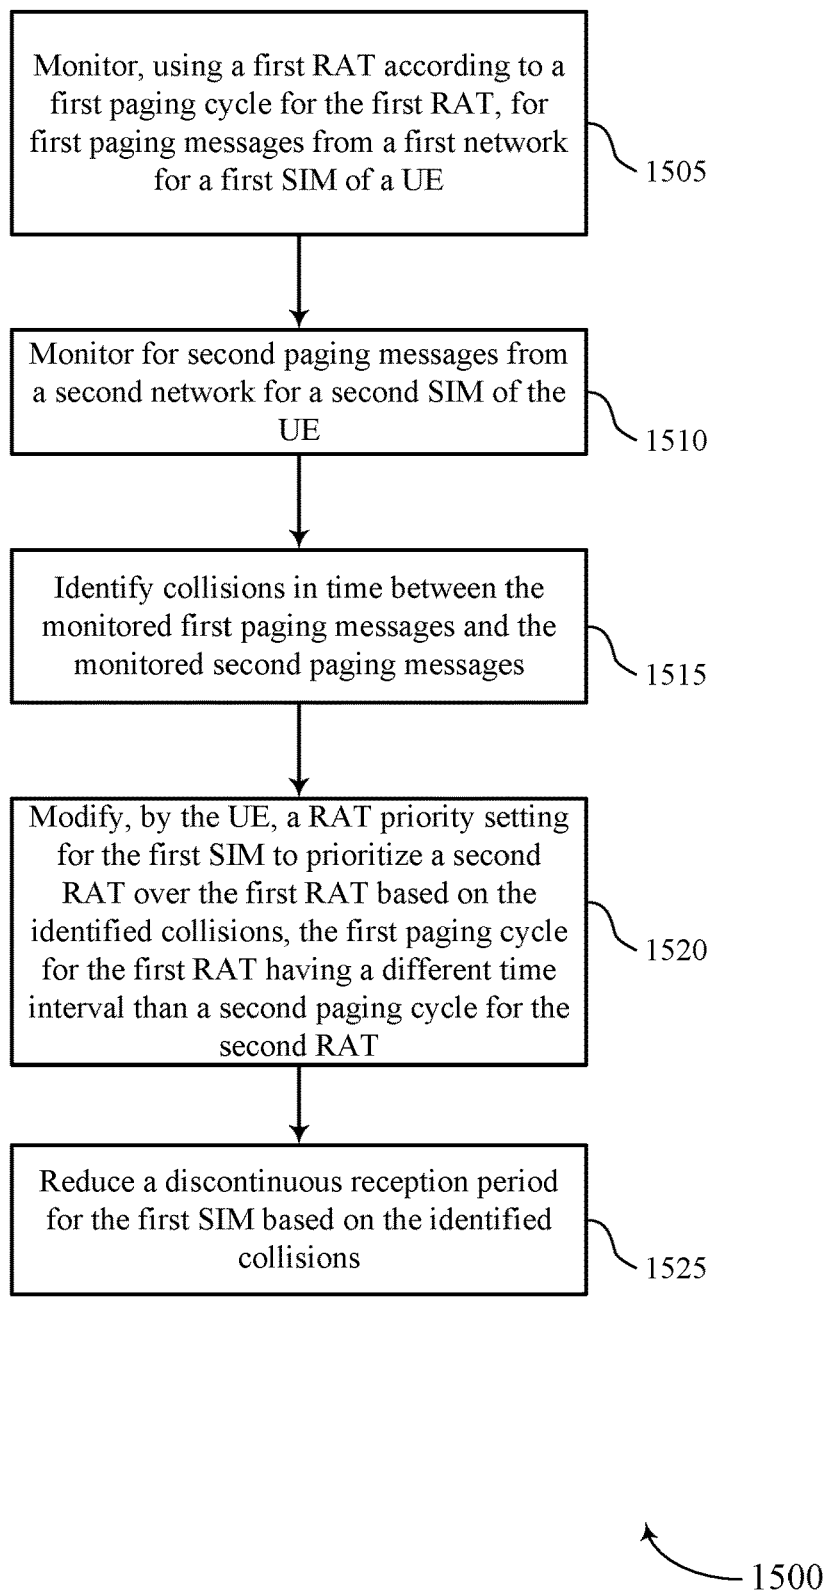 Monitor, using a first RAT according to a
first paging cycle for the first RAT, for
first paging messages from a first network
for a first SIM of a UE
1505
Monitor for second paging messages from
a second network for a second SIM of the
UE
1510
Identify collisions in time between the
monitored first paging messages and the
monitored second paging messages
1515
Modify, by the UE, a RAT priority setting
for the first SIM to prioritize a second
RAT over the first RAT based on the
identified collisions, the first paging cycle
for the first RAT having a different time
interval than a second paging cycle for the
second RAT
1520
Reduce a discontinuous reception period
for the first SIM based on the identified
collisions
1525
1500